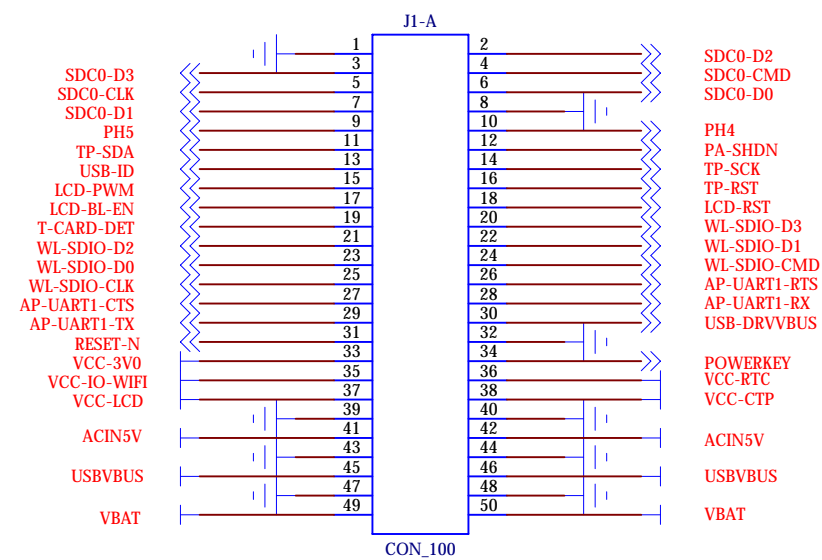 J1-A
1 2
SDC0-D2
3 4
SDC0-D3 SDC0-CMD
5 6
SDC0-CLK SDC0-D0
7 8
SDC0-D1
9 10
PH5 PH4
11 12
TP-SDA PA-SHDN
13 14
USB-ID TP-SCK
15 16
LCD-PWM TP-RST
17 18
LCD-BL-EN LCD-RST
19 20
T-CARD-DET WL-SDIO-D3
21 22
WL-SDIO-D2 WL-SDIO-D1
23 24
WL-SDIO-D0 WL-SDIO-CMD
25 26
WL-SDIO-CLK AP-UART1-RTS
27 28
AP-UART1-CTS AP-UART1-RX
29 30
AP-UART1-TX USB-DRVVBUS
31 32
RESET-N
33 34
VCC-3V0 POWERKEY
35 36
VCC-IO-WIFI VCC-RTC
37 38
VCC-LCD VCC-CTP
39 40
41 42
ACIN5V ACIN5V
43 44
45 46
USBVBUS USBVBUS
47 48
49 50
VBAT VBAT
CON_100